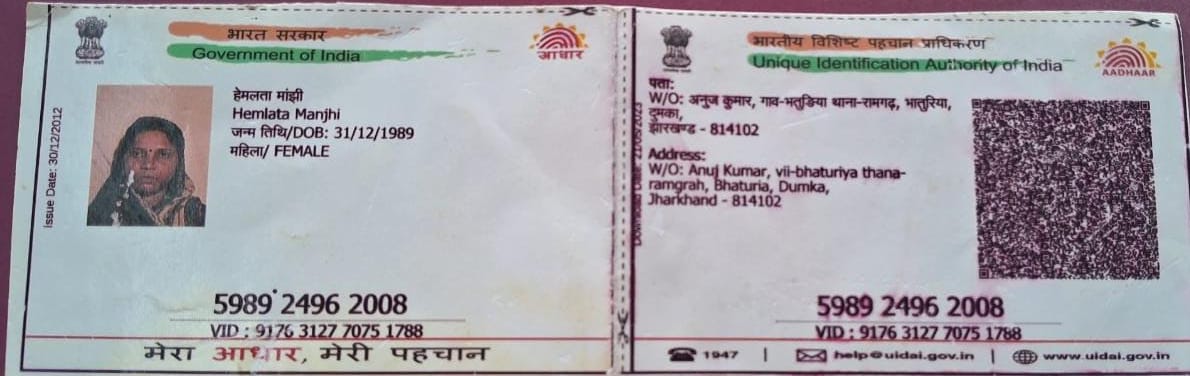 भारत सरकार
Government of India
आधार
Issue Date: 30/12/2012
हेमलता मांझी
Hemlata Manjhi
जन्म तिथि/DOB: 31/12/1989
महिला/ FEMALE
5989 2496 2008
VID : 9176 3127 7075 1788
मेरा आधार, मेरी पहचान
भारतीय विशिष्ट पहचान प्राधिकरण
Unique Identification Authority of India
AADHAAR
पता:
W/O: अनुज कुमार, गाव-भतुडिया थाना-रामगढ़, भातुरिया,
दुमका,
झारखण्ड - 814102
Address:
W/O: Anuj Kumar, vii-bhaturiya thana-
ramgrah, Bhaturia, Dumka,
Jharkhand - 814102
5989 2496 2008
VID : 9176 3127 7075 1788
1947 | help@uidai.gov.in | www.uidai.gov.in